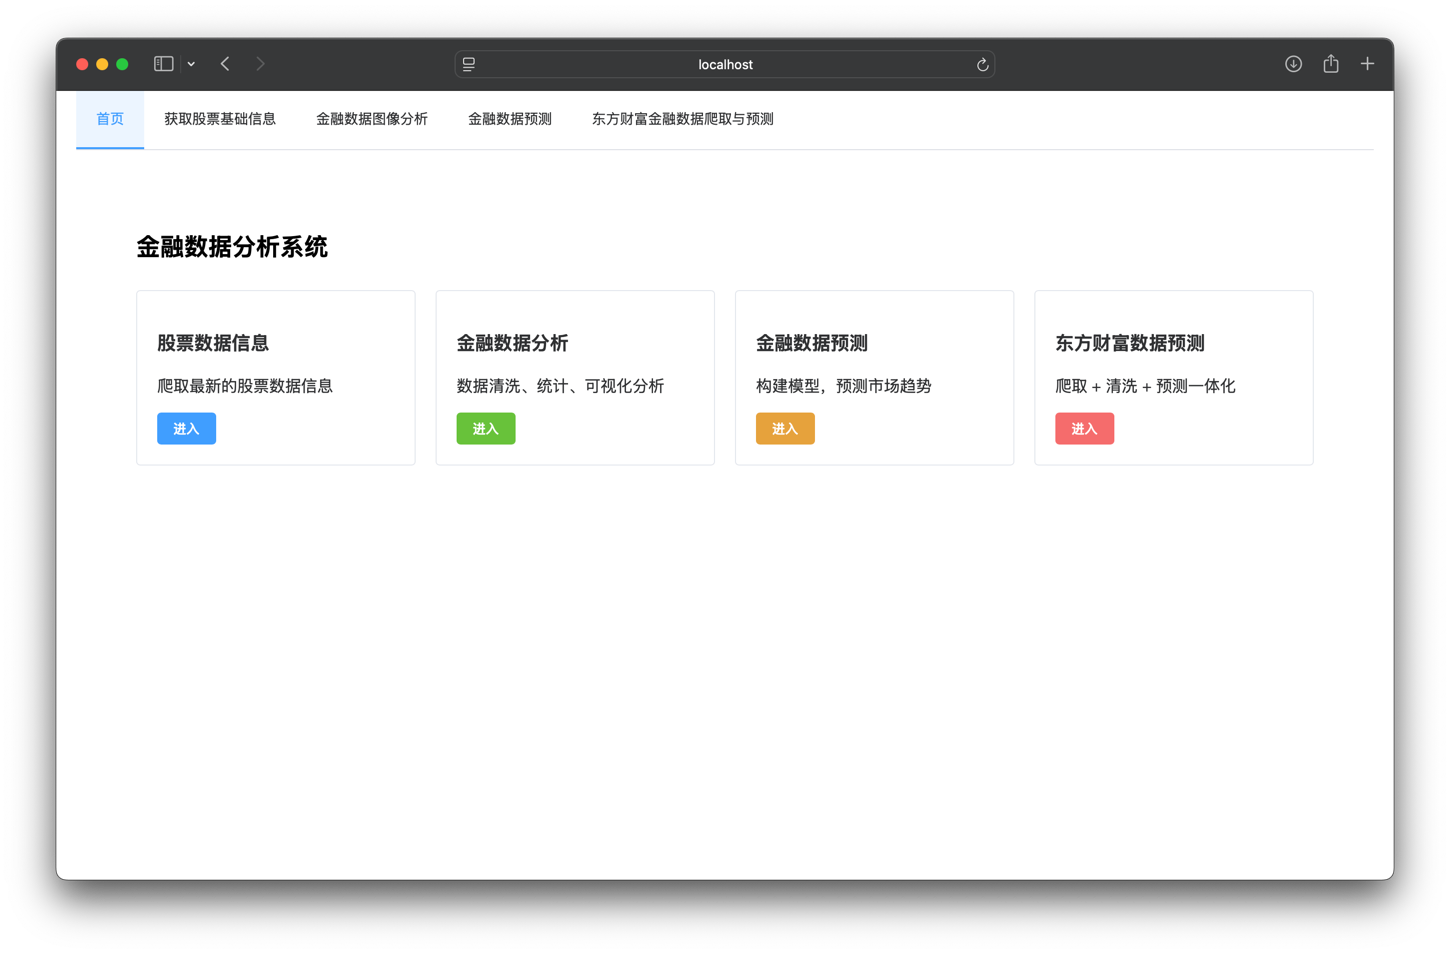 localhost
首页
获取股票基础信息
金融数据图像分析
金融数据预测
东方财富金融数据爬取与预测
金融数据分析系统
股票数据信息
爬取最新的股票数据信息
进入
金融数据分析
数据清洗、统计、可视化分析
进入
金融数据预测
构建模型，预测市场趋势
进入
东方财富数据预测
爬取 + 清洗 + 预测一体化
进入